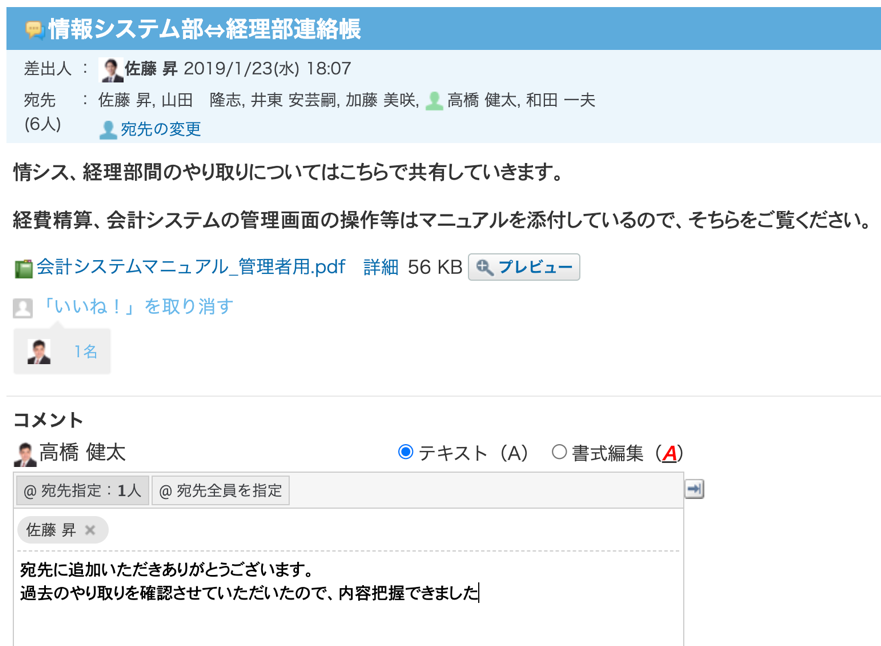 情報システム部⇔経理部連絡帳
差出人 ： 佐藤 昇 2019/1/23(水) 18:07
宛先 ： 佐藤 昇, 山田　隆志, 井東 安芸嗣, 加藤 美咲, 高橋 健太, 和田 一夫
(6人) 宛先の変更
情シス、経理部間のやり取りについてはこちらで共有していきます。
経費精算、会計システムの管理画面の操作等はマニュアルを添付しているので、そちらをご覧ください。
会計システムマニュアル_管理者用.pdf 詳細 56 KB プレビュー
「いいね！」を取り消す
1名
コメント
高橋 健太 テキスト（A） 書式編集（A）
@ 宛先指定：1人 @ 宛先全員を指定
佐藤 昇 ×
宛先に追加いただきありがとうございます。
過去のやり取りを確認させていただいたので、内容把握できました